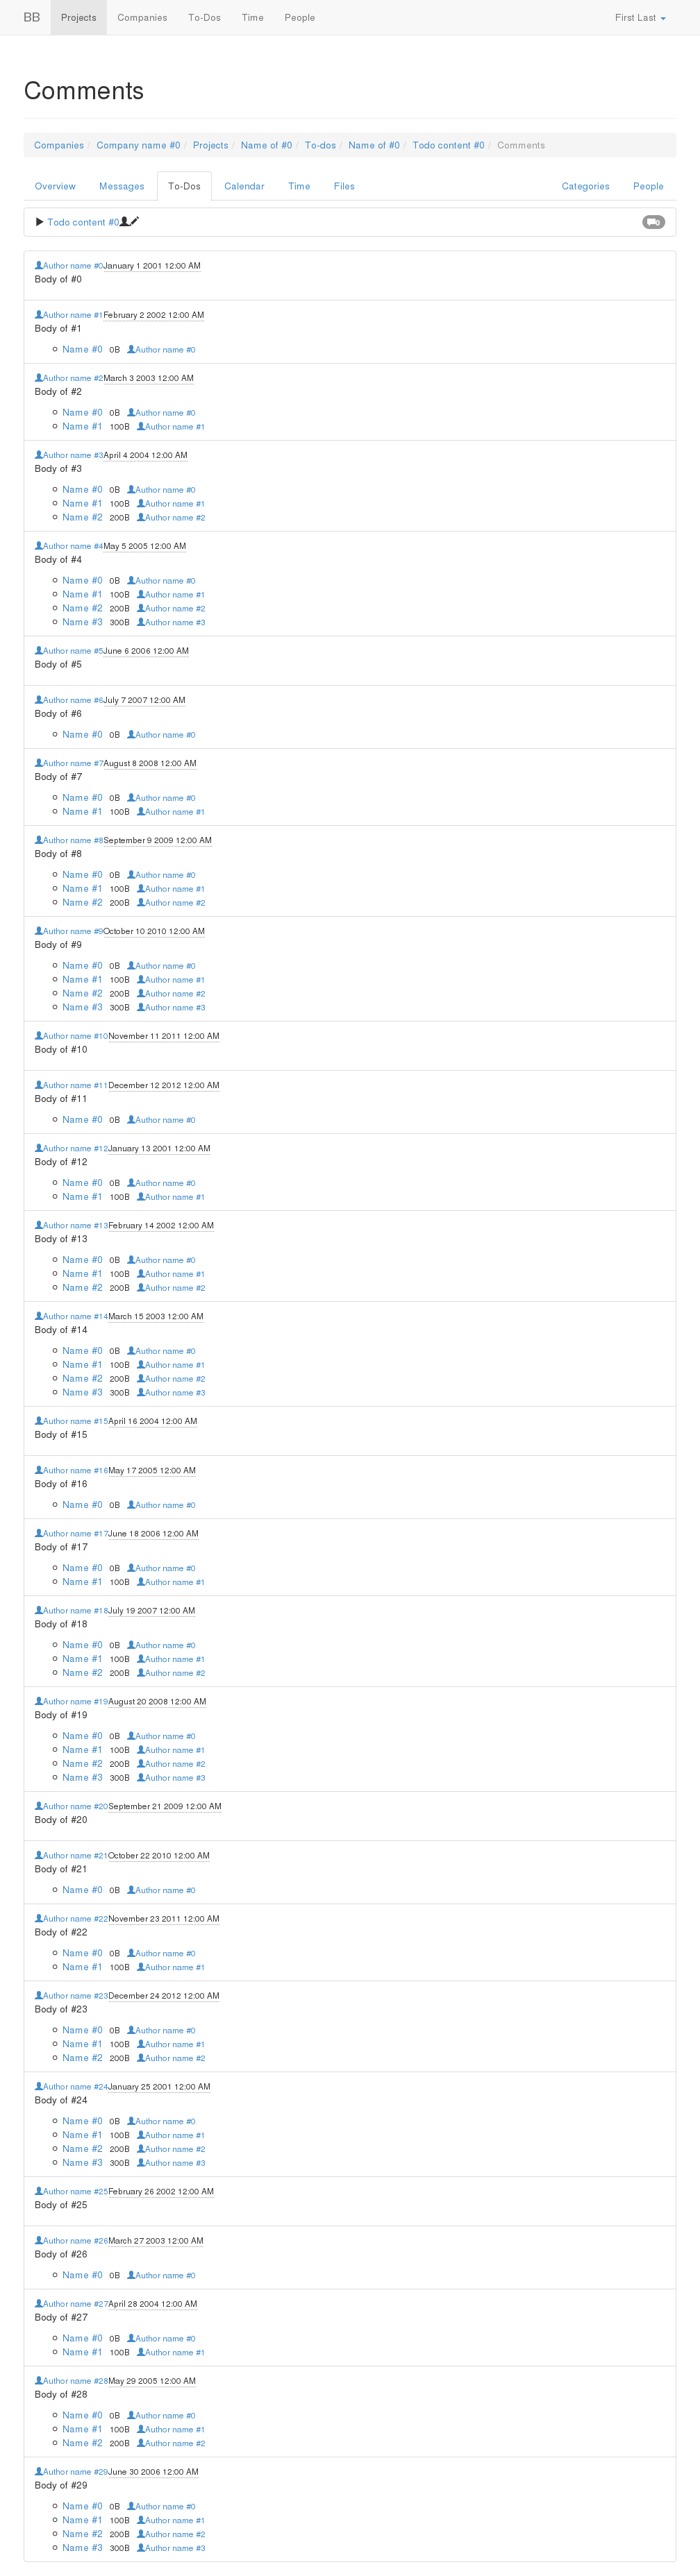 BB Projects Companies To-Dos Time People First Last
Comments
Companies / Company name #0 / Projects / Name of #0 / To-dos / Name of #0 / Todo content #0 / Comments
Overview Messages To-Dos Calendar Time Files Categories People
Todo content #0 0
Author name #0January 1 2001 12:00 AM
Body of #0
Author name #1February 2 2002 12:00 AM
Body of #1
Name #0 0B Author name #0
Author name #2March 3 2003 12:00 AM
Body of #2
Name #0 0B Author name #0
Name #1 100B Author name #1
Author name #3April 4 2004 12:00 AM
Body of #3
Name #0 0B Author name #0
Name #1 100B Author name #1
Name #2 200B Author name #2
Author name #4May 5 2005 12:00 AM
Body of #4
Name #0 0B Author name #0
Name #1 100B Author name #1
Name #2 200B Author name #2
Name #3 300B Author name #3
Author name #5June 6 2006 12:00 AM
Body of #5
Author name #6July 7 2007 12:00 AM
Body of #6
Name #0 0B Author name #0
Author name #7August 8 2008 12:00 AM
Body of #7
Name #0 0B Author name #0
Name #1 100B Author name #1
Author name #8September 9 2009 12:00 AM
Body of #8
Name #0 0B Author name #0
Name #1 100B Author name #1
Name #2 200B Author name #2
Author name #9October 10 2010 12:00 AM
Body of #9
Name #0 0B Author name #0
Name #1 100B Author name #1
Name #2 200B Author name #2
Name #3 300B Author name #3
Author name #10November 11 2011 12:00 AM
Body of #10
Author name #11December 12 2012 12:00 AM
Body of #11
Name #0 0B Author name #0
Author name #12January 13 2001 12:00 AM
Body of #12
Name #0 0B Author name #0
Name #1 100B Author name #1
Author name #13February 14 2002 12:00 AM
Body of #13
Name #0 0B Author name #0
Name #1 100B Author name #1
Name #2 200B Author name #2
Author name #14March 15 2003 12:00 AM
Body of #14
Name #0 0B Author name #0
Name #1 100B Author name #1
Name #2 200B Author name #2
Name #3 300B Author name #3
Author name #15April 16 2004 12:00 AM
Body of #15
Author name #16May 17 2005 12:00 AM
Body of #16
Name #0 0B Author name #0
Author name #17June 18 2006 12:00 AM
Body of #17
Name #0 0B Author name #0
Name #1 100B Author name #1
Author name #18July 19 2007 12:00 AM
Body of #18
Name #0 0B Author name #0
Name #1 100B Author name #1
Name #2 200B Author name #2
Author name #19August 20 2008 12:00 AM
Body of #19
Name #0 0B Author name #0
Name #1 100B Author name #1
Name #2 200B Author name #2
Name #3 300B Author name #3
Author name #20September 21 2009 12:00 AM
Body of #20
Author name #21October 22 2010 12:00 AM
Body of #21
Name #0 0B Author name #0
Author name #22November 23 2011 12:00 AM
Body of #22
Name #0 0B Author name #0
Name #1 100B Author name #1
Author name #23December 24 2012 12:00 AM
Body of #23
Name #0 0B Author name #0
Name #1 100B Author name #1
Name #2 200B Author name #2
Author name #24January 25 2001 12:00 AM
Body of #24
Name #0 0B Author name #0
Name #1 100B Author name #1
Name #2 200B Author name #2
Name #3 300B Author name #3
Author name #25February 26 2002 12:00 AM
Body of #25
Author name #26March 27 2003 12:00 AM
Body of #26
Name #0 0B Author name #0
Author name #27April 28 2004 12:00 AM
Body of #27
Name #0 0B Author name #0
Name #1 100B Author name #1
Author name #28May 29 2005 12:00 AM
Body of #28
Name #0 0B Author name #0
Name #1 100B Author name #1
Name #2 200B Author name #2
Author name #29June 30 2006 12:00 AM
Body of #29
Name #0 0B Author name #0
Name #1 100B Author name #1
Name #2 200B Author name #2
Name #3 300B Author name #3